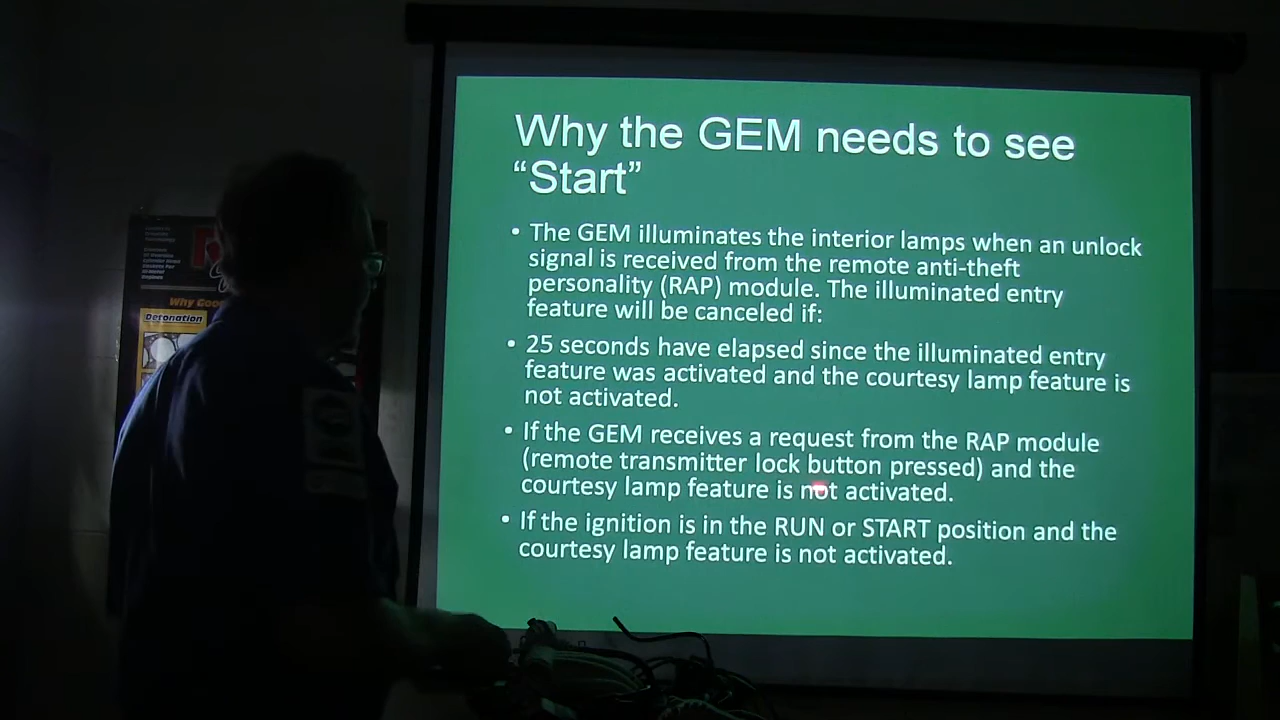 Why the GEM needs to see
“Start”
• The GEM illuminates the interior lamps when an unlock
signal is received from the remote anti-theft
personality (RAP) module. The illuminated entry
feature will be canceled if:
• 25 seconds have elapsed since the illuminated entry
feature was activated and the courtesy lamp feature is
not activated.
• If the GEM receives a request from the RAP module
(remote transmitter lock button pressed) and the
courtesy lamp feature is not activated.
• If the ignition is in the RUN or START position and the
courtesy lamp feature is not activated.
Why Goo
Detonation